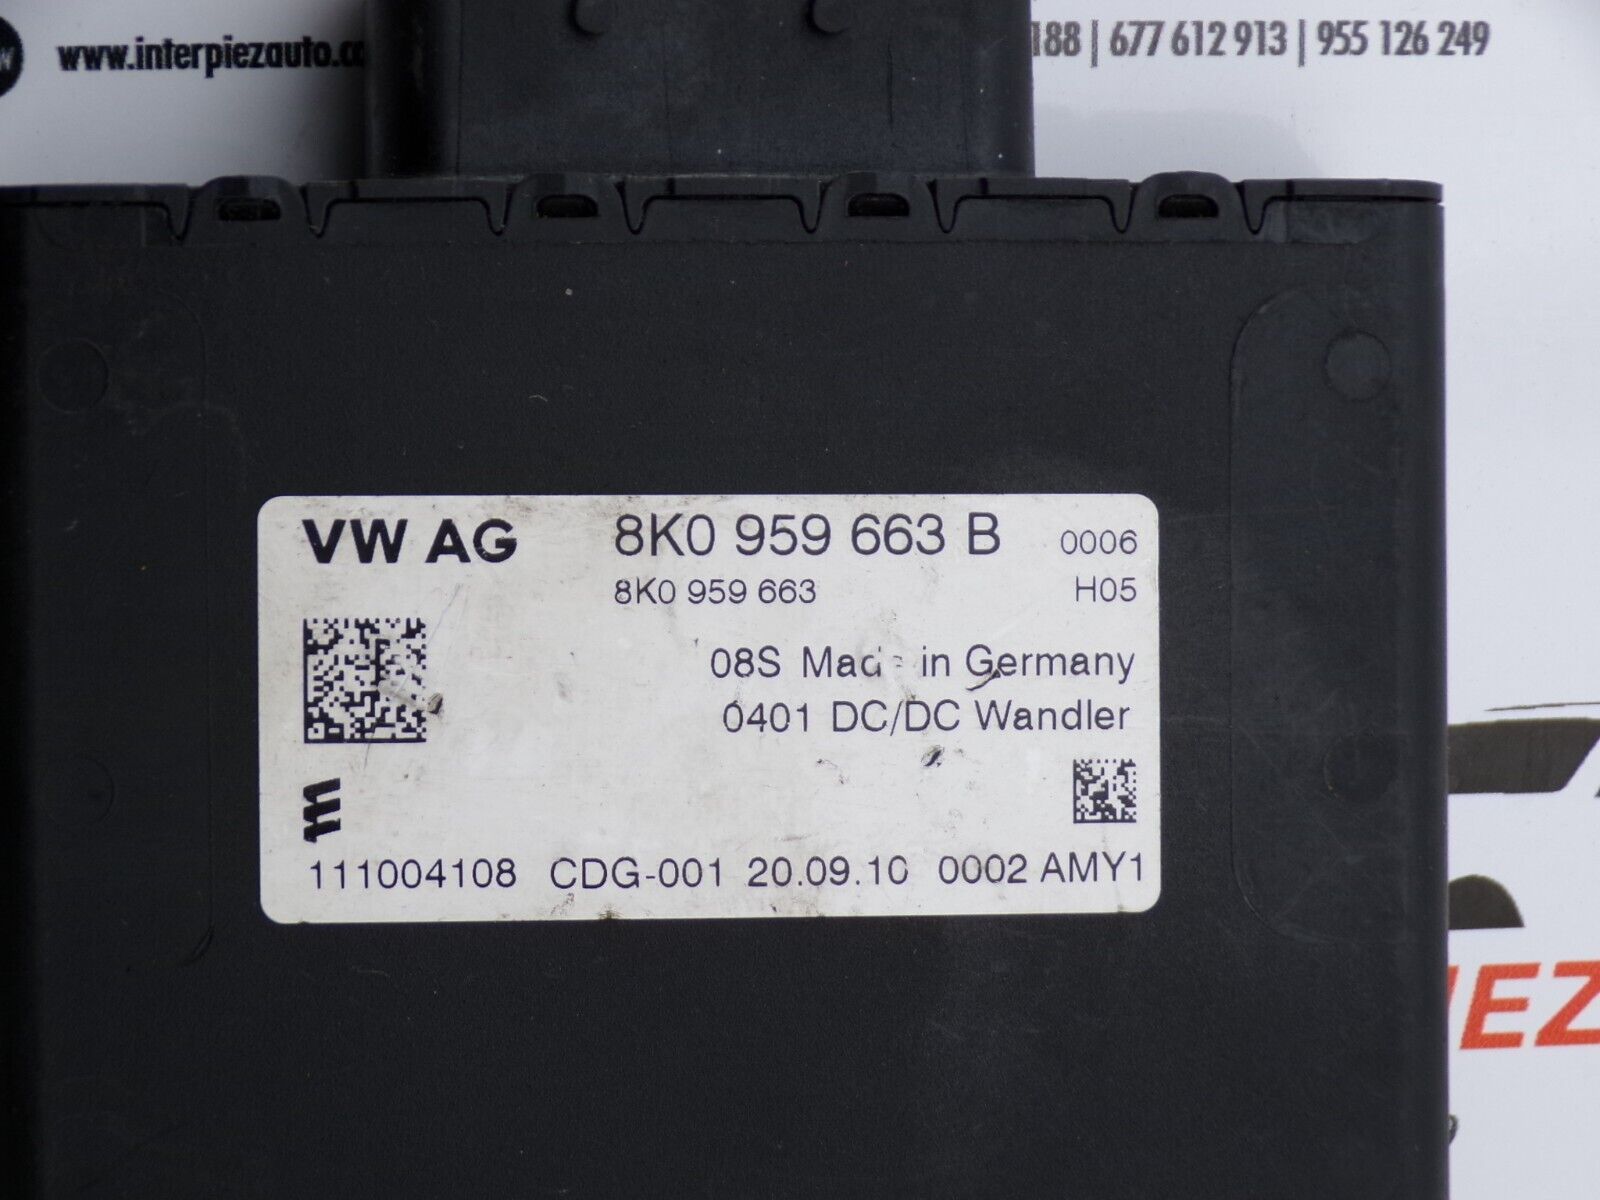 www.interpiezauto.co
188 | 677 612 913 | 955 126 249
VW AG 8K0 959 663 B 0006
8K0 959 663 H05
08S Made in Germany
0401 DC/DC Wandler
111004108 CDG-001 20.09.10 0002 AMY1
IEZ